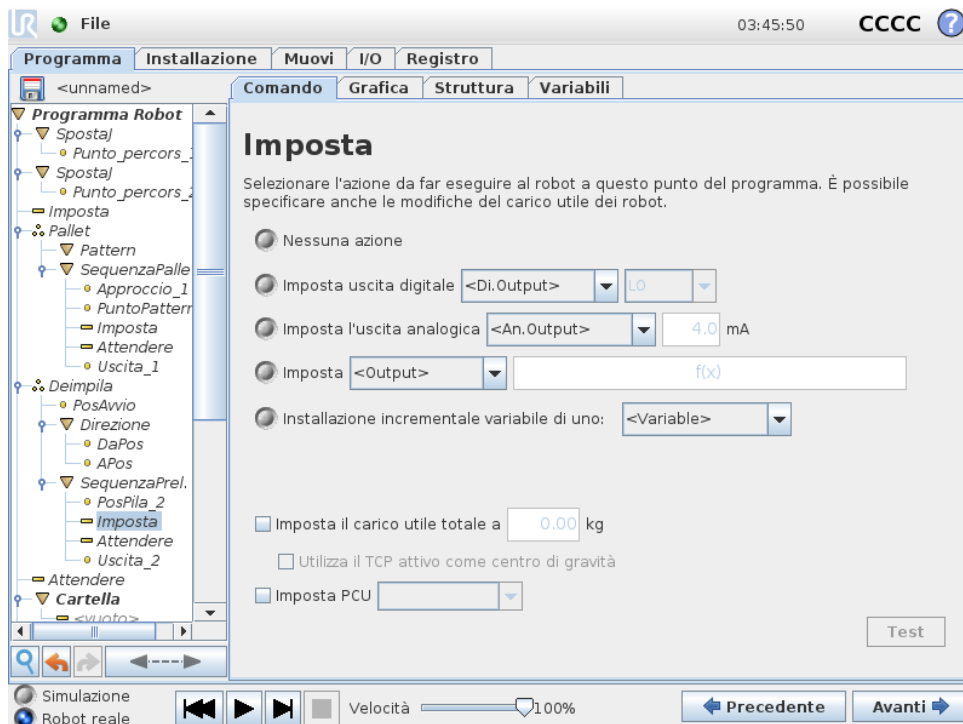 UR File 03:45:50 CCCC ?
Programma Installazione Muovi I/O Registro
<unnamed>
Comando Grafica Struttura Variabili
Programma Robot
SpostaJ
Punto_percors_1
SpostaJ
Punto_percors_2
Imposta
Pallet
Pattern
SequenzaPalle
Approccio_1
PuntoPattern
Imposta
Attendere
Uscita_1
Deimpila
PosAvvio
Direzione
DaPos
APos
SequenzaPrel.
PosPila_2
Imposta
Attendere
Uscita_2
Attendere
Cartella
<vuoto>
Imposta
Selezionare l'azione da far eseguire al robot a questo punto del programma. È possibile
specificare anche le modifiche del carico utile dei robot.
Nessuna azione
Imposta uscita digitale <Di.Output> LO
Imposta l'uscita analogica <An.Output> 4.0 mA
Imposta <Output> f(x)
Installazione incrementale variabile di uno: <Variable>
Imposta il carico utile totale a 0.00 kg
Utilizza il TCP attivo come centro di gravità
Imposta PCU
Test
Simulazione
Robot reale
Velocità 100%
Precedente Avanti